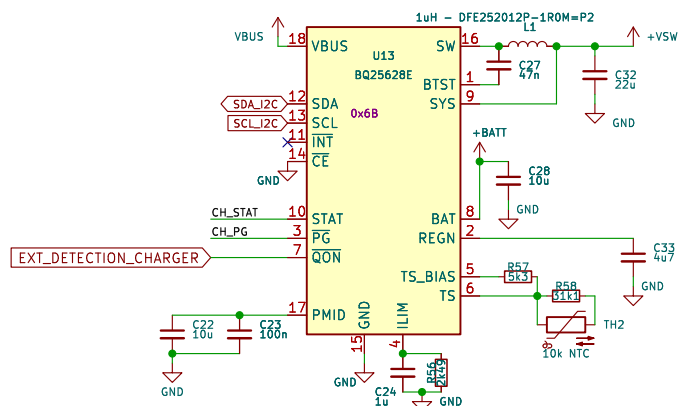 1uH - DFE252012P-1R0M=P2
L1
VBUS
+VSW
18 VBUS
U13
BQ25628E
0x6B
SW 16
C27
47n
C32
22u
BTST 1
SYS 9
GND
SDA_I2C
12 SDA
SCL_I2C
13 SCL
11 INT
14 CE
GND
+BATT
C28
10u
GND
CH_STAT
10 STAT
BAT 8
CH_PG
3 PG
REGN 2
EXT_DETECTION_CHARGER
7 QON
C33
4u7
GND
TS_BIAS 5
R57
5k3
TS 6
R58
31k1
TH2
10k NTC
17 PMID
C22
10u
C23
100n
GND
GND
15
ILIM
4
GND
C24
1u
R56
2k49
GND